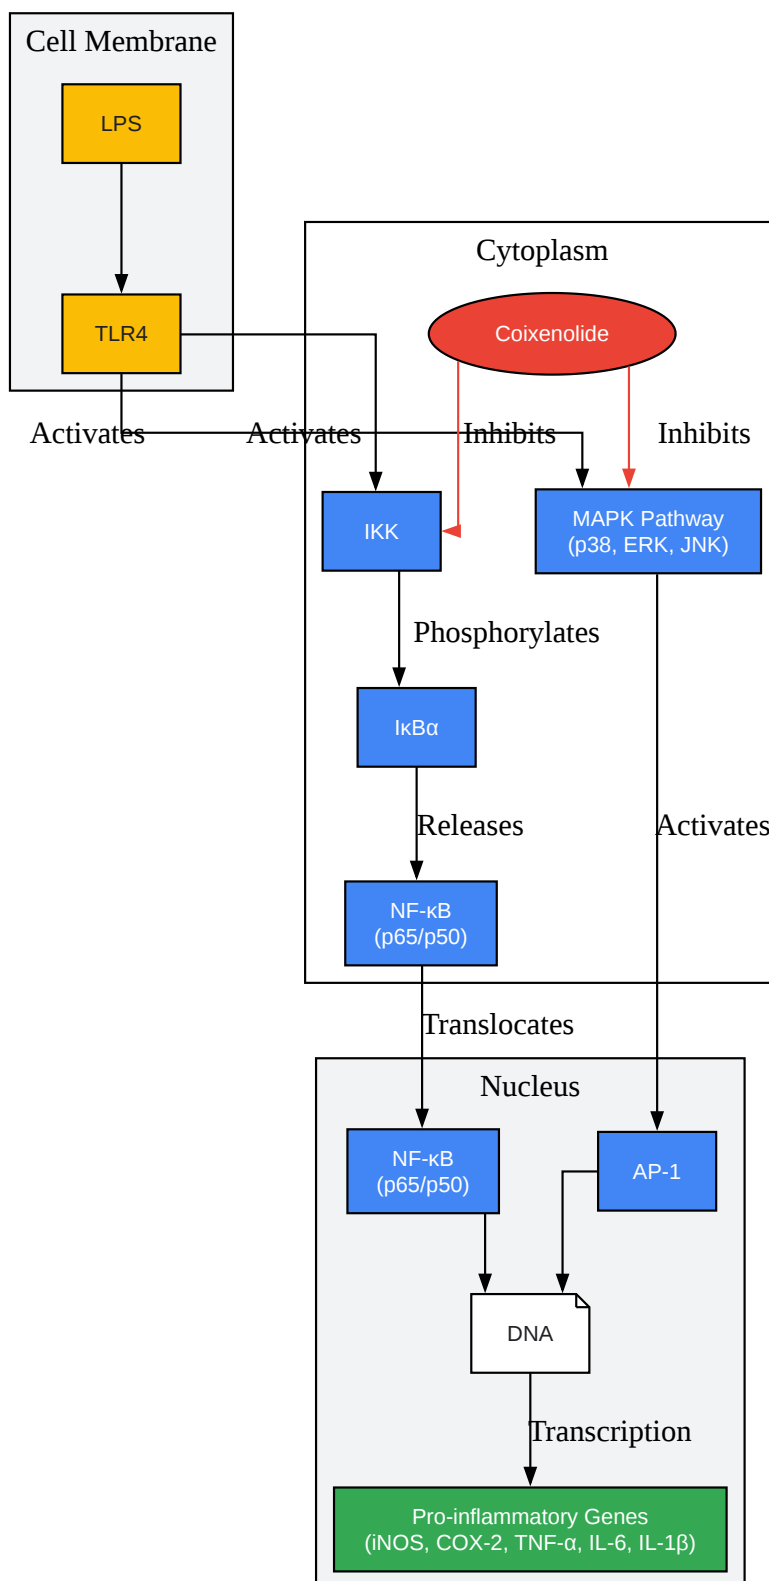 Cell Membrane
LPS
Cytoplasm
TLR4
Coixenolide
Activates
Activates
Inhibits
Inhibits
IKK
MAPK Pathway
(p38, ERK, JNK)
Phosphorylates
IκBα
Releases
Activates
NF-κB
(p65/p50)
Translocates
Nucleus
NF-κB
(p65/p50)
AP-1
DNA
Transcription
Pro-inflammatory Genes
(iNOS, COX-2, TNF-α, IL-6, IL-1β)